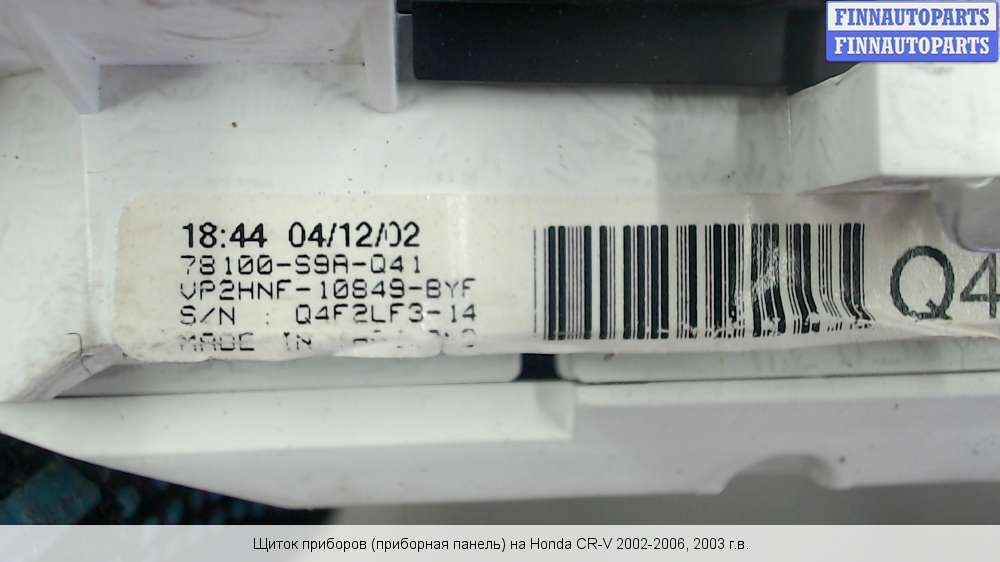 FINNAUTOPARTS
FINNAUTOPARTS
18:44 04/12/02
78100-S9A-Q41
VP2HNF-10849-BYF
S/N : Q4F2LF3-14
MADE IN
Q4
Щиток приборов (приборная панель) на Honda CR-V 2002-2006, 2003 г.в.